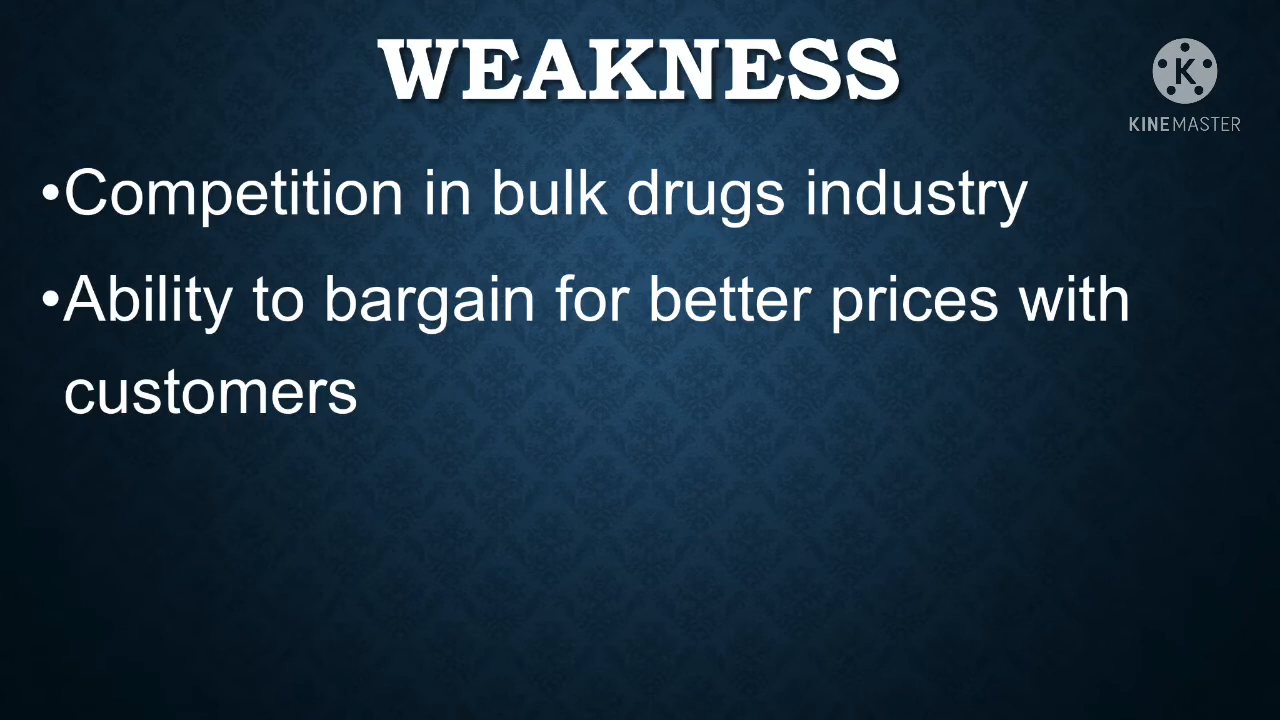 WEAKNESS
K
KINEMASTER
•Competition in bulk drugs industry
•Ability to bargain for better prices with
customers